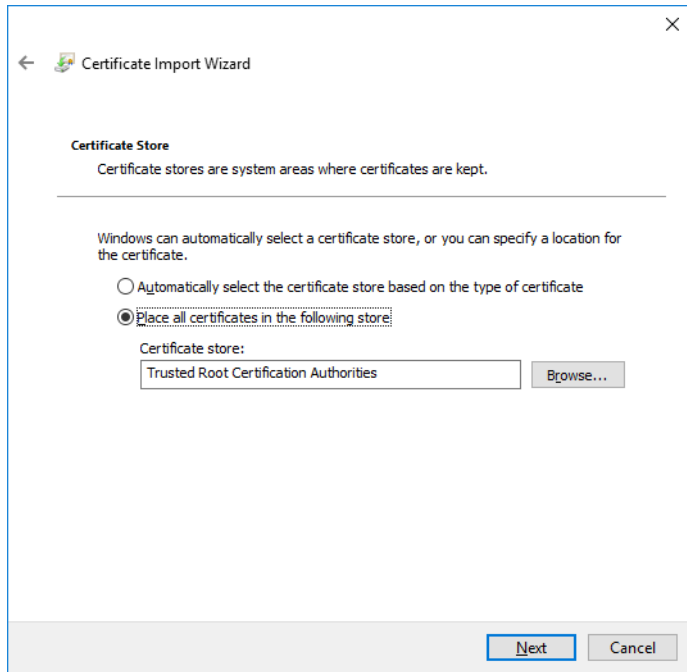 Certificate Import Wizard
Certificate Store
Certificate stores are system areas where certificates are kept.
Windows can automatically select a certificate store, or you can specify a location for
the certificate.
Automatically select the certificate store based on the type of certificate
Place all certificates in the following store
Certificate store:
Trusted Root Certification Authorities
Browse...
Next
Cancel